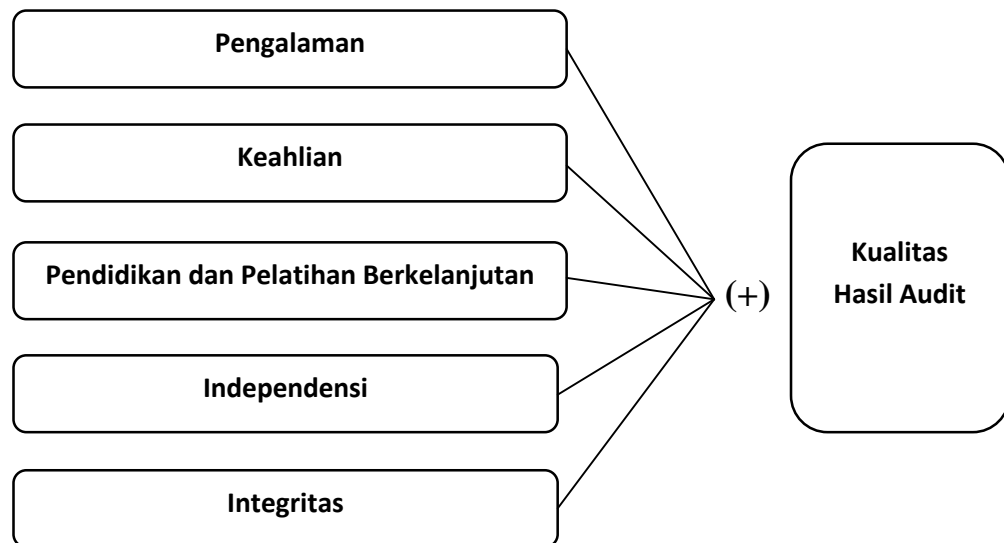 Pengalaman
Keahlian
Pendidikan dan Pelatihan Berkelanjutan
Independensi
Integritas
(+)
Kualitas
Hasil Audit